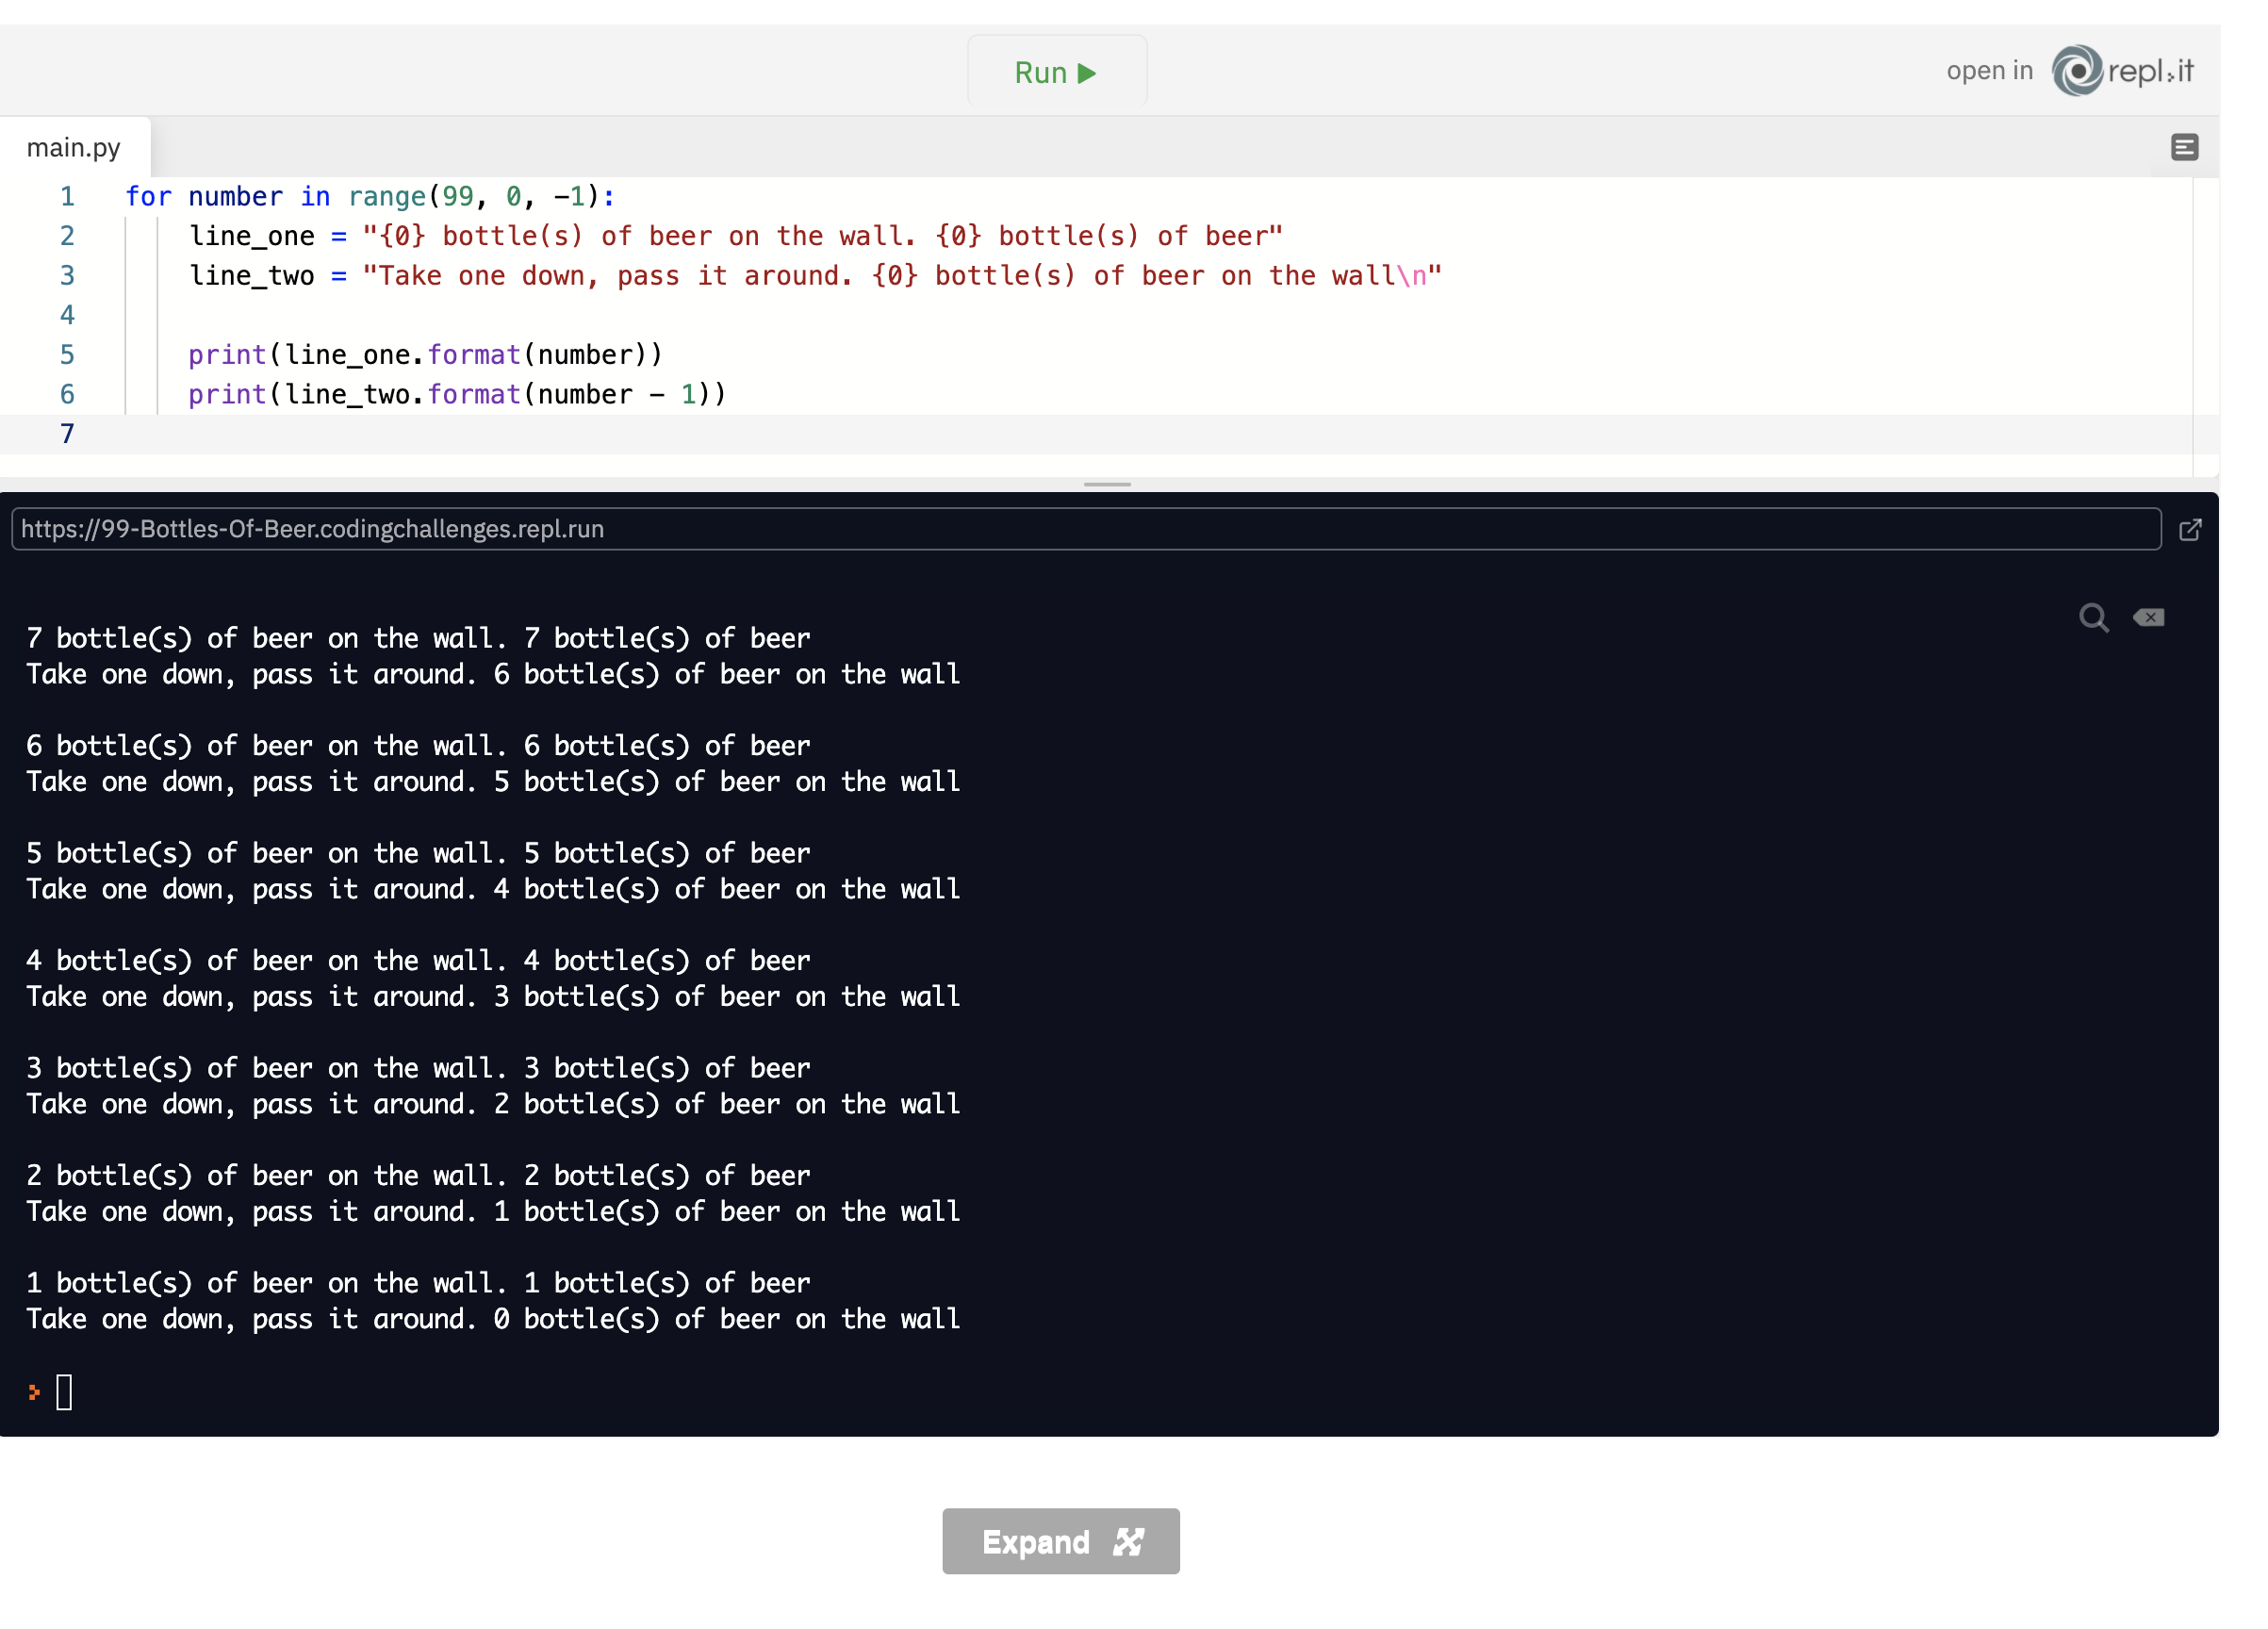 Run
open in repl.it
main.py
1 for number in range(99, 0, -1):
2     line_one = "{0} bottle(s) of beer on the wall. {0} bottle(s) of beer"
3     line_two = "Take one down, pass it around. {0} bottle(s) of beer on the wall\n"
4
5     print(line_one.format(number))
6     print(line_two.format(number - 1))
7
https://99-Bottles-Of-Beer.codingchallenges.repl.run
7 bottle(s) of beer on the wall. 7 bottle(s) of beer
Take one down, pass it around. 6 bottle(s) of beer on the wall
6 bottle(s) of beer on the wall. 6 bottle(s) of beer
Take one down, pass it around. 5 bottle(s) of beer on the wall
5 bottle(s) of beer on the wall. 5 bottle(s) of beer
Take one down, pass it around. 4 bottle(s) of beer on the wall
4 bottle(s) of beer on the wall. 4 bottle(s) of beer
Take one down, pass it around. 3 bottle(s) of beer on the wall
3 bottle(s) of beer on the wall. 3 bottle(s) of beer
Take one down, pass it around. 2 bottle(s) of beer on the wall
2 bottle(s) of beer on the wall. 2 bottle(s) of beer
Take one down, pass it around. 1 bottle(s) of beer on the wall
1 bottle(s) of beer on the wall. 1 bottle(s) of beer
Take one down, pass it around. 0 bottle(s) of beer on the wall
Expand